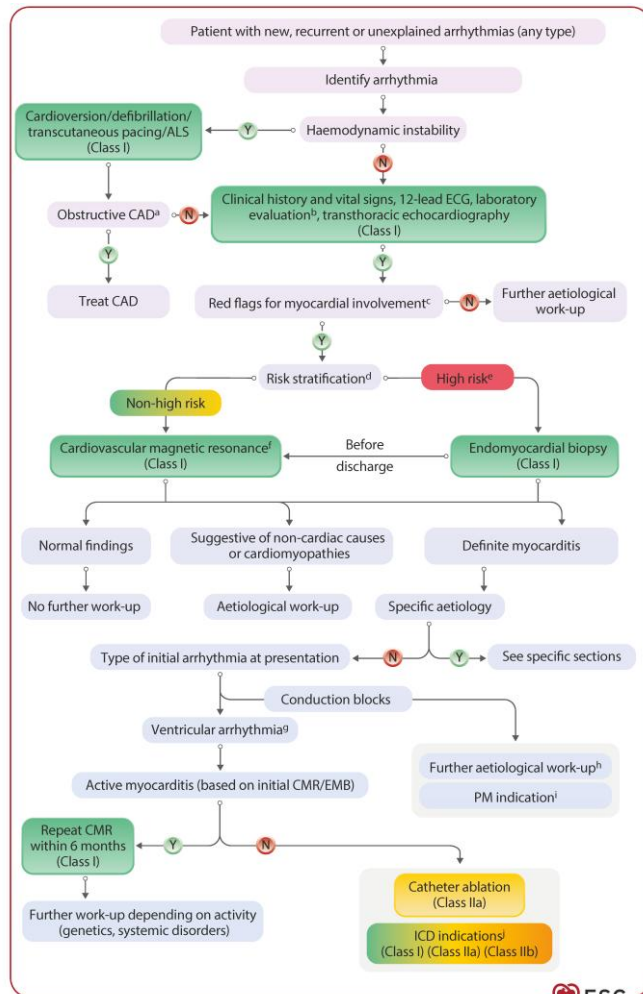 Patient with new, recurrent or unexplained arrhythmias (any type)
Identify arrhythmia
Cardioversion/defibrillation/
transcutaneous pacing/ALS
(Class I)
Y
Haemodynamic instability
N
Clinical history and vital signs, 12-lead ECG, laboratory
evaluationᵇ, transthoracic echocardiography
(Class I)
Obstructive CADᵃ
N
Y
Y
Treat CAD
Red flags for myocardial involvementᶜ
N
Further aetiological
work-up
Y
Risk stratificationᵈ
High riskᵉ
Non-high risk
Cardiovascular magnetic resonanceᶠ
(Class I)
Before
discharge
Endomyocardial biopsy
(Class I)
Normal findings
Suggestive of non-cardiac causes
or cardiomyopathies
Definite myocarditis
No further work-up
Aetiological work-up
Specific aetiology
Type of initial arrhythmia at presentation
N
Y
See specific sections
Conduction blocks
Ventricular arrhythmiaᵍ
Further aetiological work-upʰ
PM indicationⁱ
Active myocarditis (based on initial CMR/EMB)
Repeat CMR
within 6 months
(Class I)
Y
N
Catheter ablation
(Class IIa)
Further work-up depending on activity
(genetics, systemic disorders)
ICD indicationsʲ
(Class I) (Class IIa) (Class IIb)
ESC